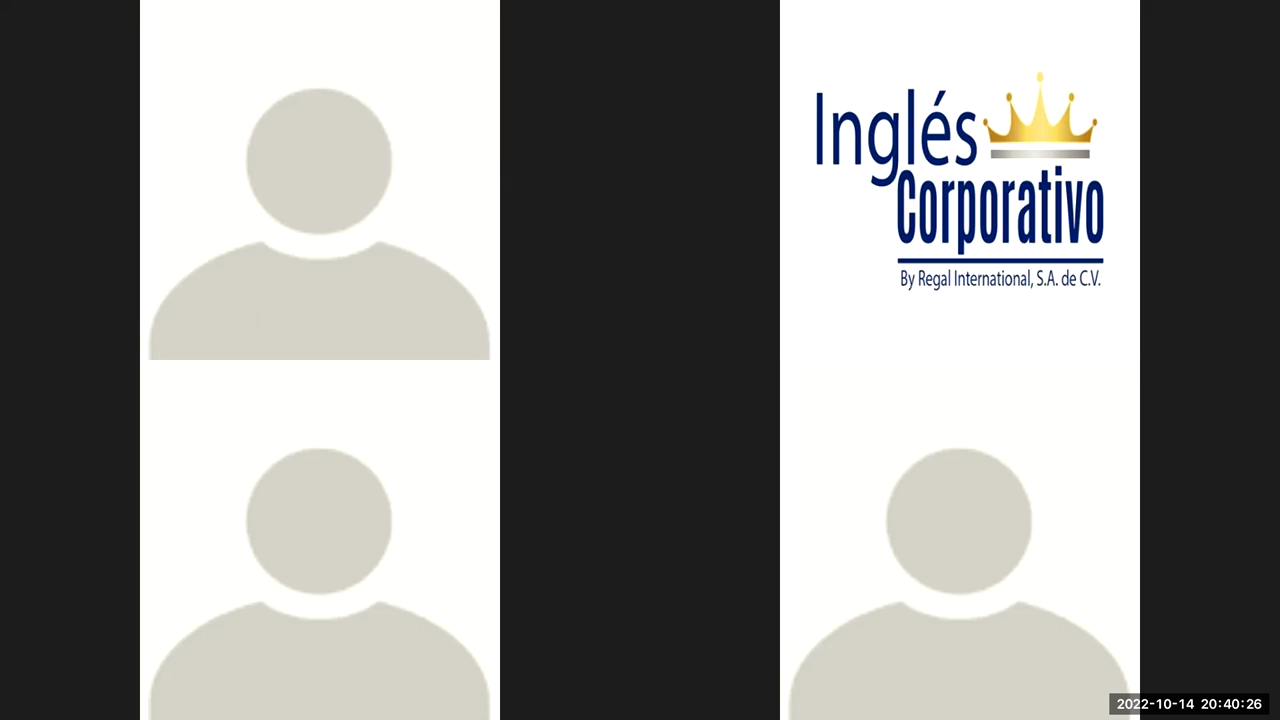 Inglés
Corporativo
By Regal International, S.A. de C.V.
2022-10-14 20:40:26